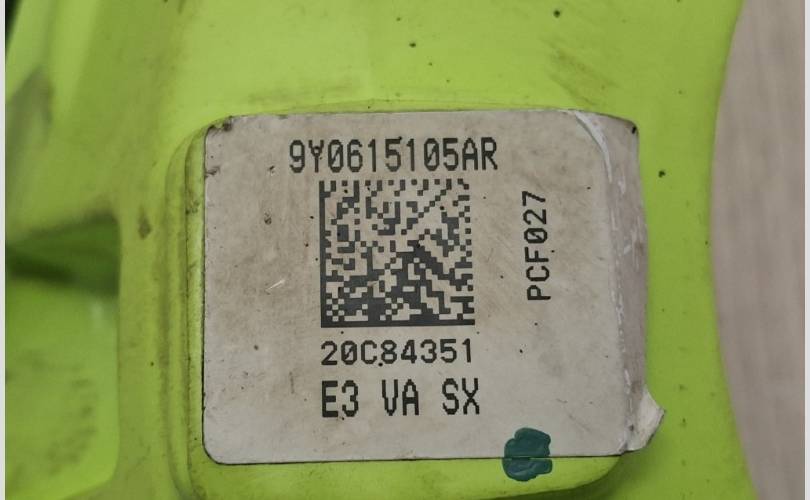 9Y0615105AR
PCF027
20C84351
E3 VA SX